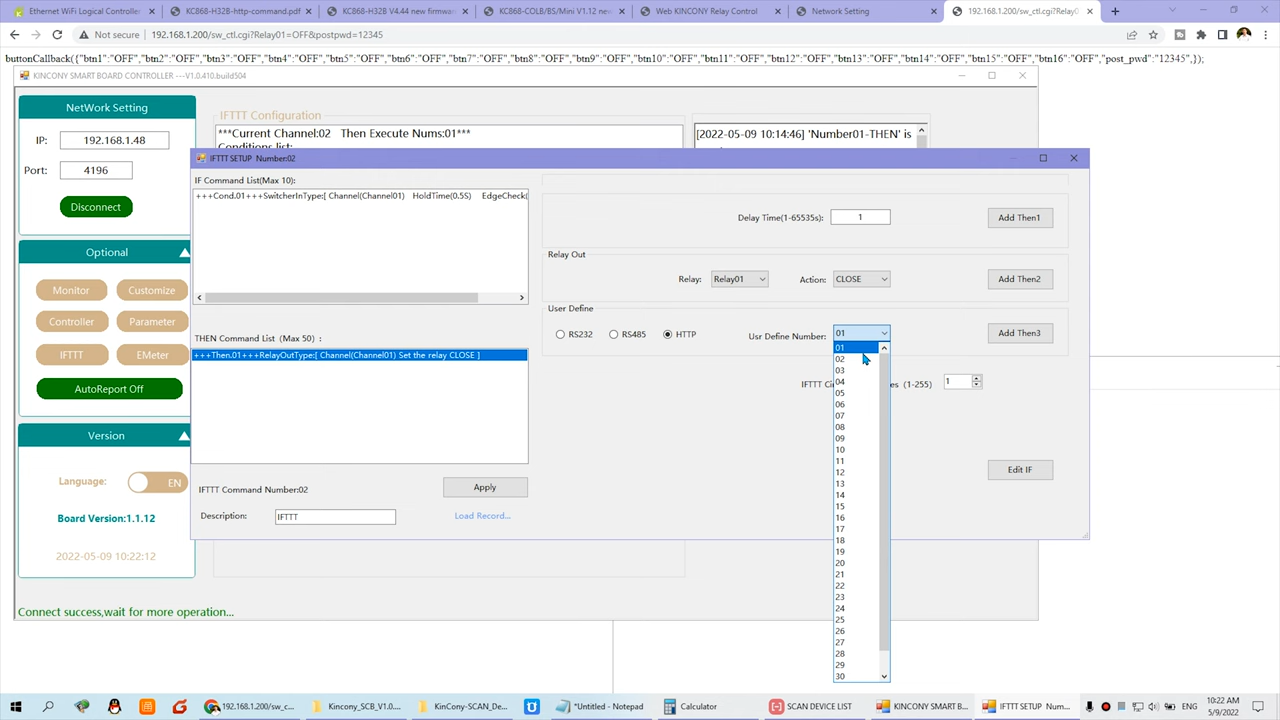 Ethernet WiFi Logical Controlle
KC868-H32B-http-command.pdf
KC868-H32B V4.44 new firmwar
KC868-COLB/BS/Mini V1.12 new
Web KINCONY Relay Control
Network Setting
192.168.1.200/sw_ctl.cgi?Relay
Not secure
192.168.1.200/sw_ctl.cgi?Relay01=OFF&postpwd=12345
buttonCallback({"btn1":"OFF","btn2":"OFF","btn3":"OFF","btn4":"OFF","btn5":"OFF","btn6":"OFF","btn7":"OFF","btn8":"OFF","btn9":"OFF","btn10":"OFF","btn11":"OFF","btn12":"OFF","btn13":"OFF","btn14":"OFF","btn15":"OFF","btn16":"OFF","post_pwd":"12345",});
KINCONY SMART BOARD CONTROLLER ---V1.0.410.build504
NetWork Setting
IP: 192.168.1.48
Port: 4196
Disconnect
Optional
Monitor Customize
Controller Parameter
IFTTT EMeter
AutoReport Off
Version
Language: EN
Board Version:1.1.12
2022-05-09 10:22:12
Connect success,wait for more operation...
IFTTT Configuration
***Current Channel:02 Then Execute Nums:01***
Conditions list:
[2022-05-09 10:14:46] 'Number01-THEN' is
IFTTT SETUP Number:02
IF Command List(Max 10):
+++Cond.01+++SwitcherInType:[ Channel(Channel01) HoldTime(0.5S) EdgeCheck(
THEN Command List (Max 50) :
+++Then.01+++RelayOutType:[ Channel(Channel01) Set the relay CLOSE ]
IFTTT Command Number:02
Apply
Description: IFTTT
Load Record...
Delay Time(1-65535s): 1
Add Then1
Relay Out
Relay: Relay01 Action: CLOSE
Add Then2
User Define
RS232 RS485 HTTP
Usr Define Number: 01
Add Then3
01
02
03
04
05
06
07
08
09
10
11
12
13
14
15
16
17
18
19
20
21
22
23
24
25
26
27
28
29
30
IFTTT Ci
es (1-255) 1
Edit IF
192.168.1.200/sw_c...
Kincony_SCB_V1.0....
KinCony-SCAN_De...
*Untitled - Notepad
Calculator
SCAN DEVICE LIST
KINCONY SMART B...
IFTTT SETUP Num...
ENG
10:22 AM
5/9/2022